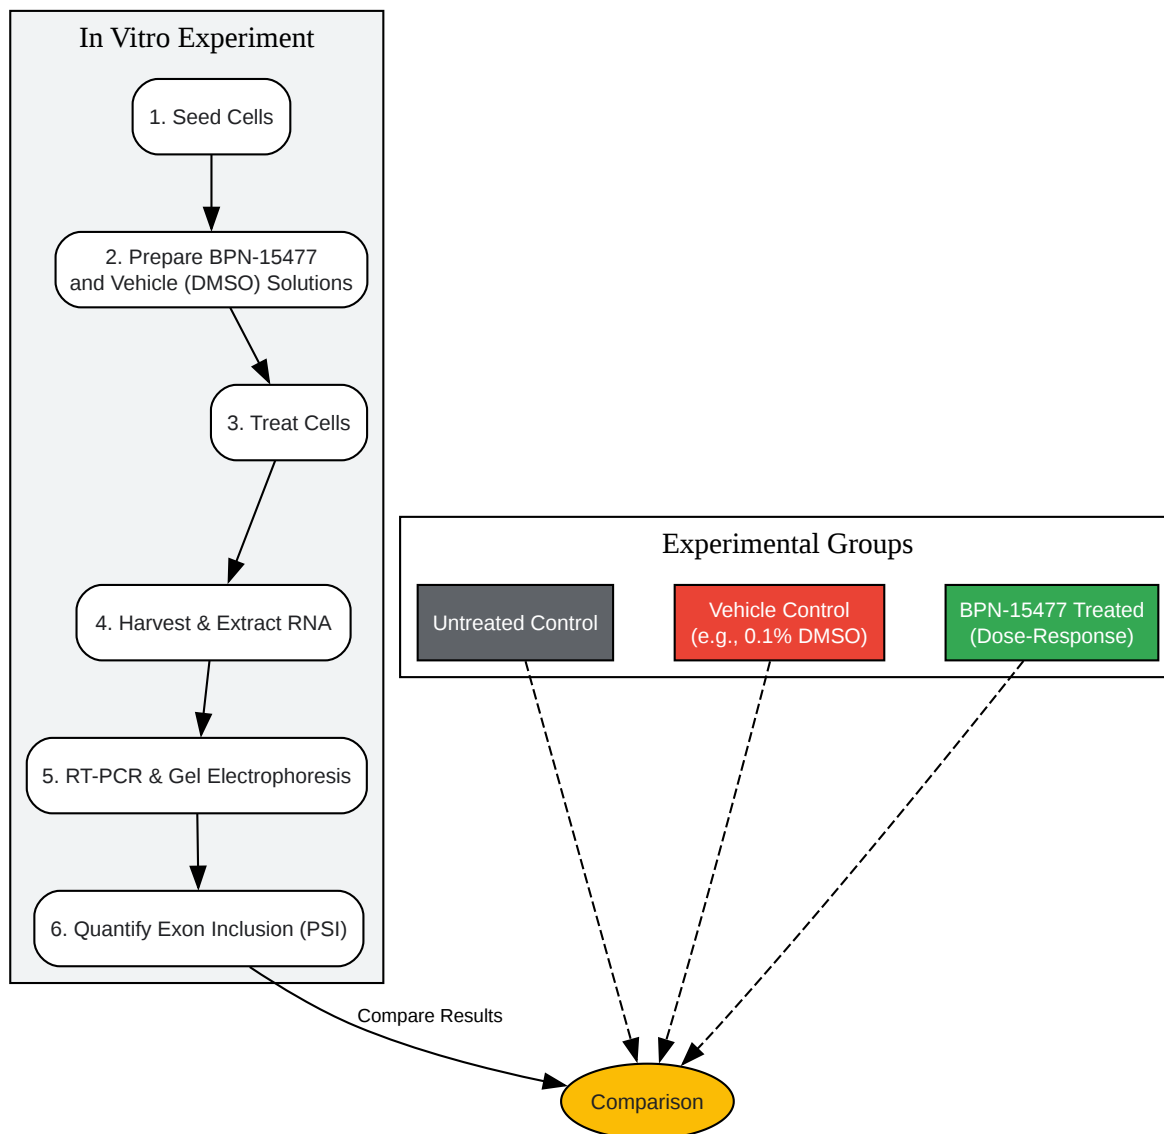 In Vitro Experiment
1. Seed Cells
2. Prepare BPN-15477
and Vehicle (DMSO) Solutions
3. Treat Cells
4. Harvest & Extract RNA
5. RT-PCR & Gel Electrophoresis
6. Quantify Exon Inclusion (PSI)
Experimental Groups
Untreated Control
Vehicle Control
(e.g., 0.1% DMSO)
BPN-15477 Treated
(Dose-Response)
Compare Results
Comparison